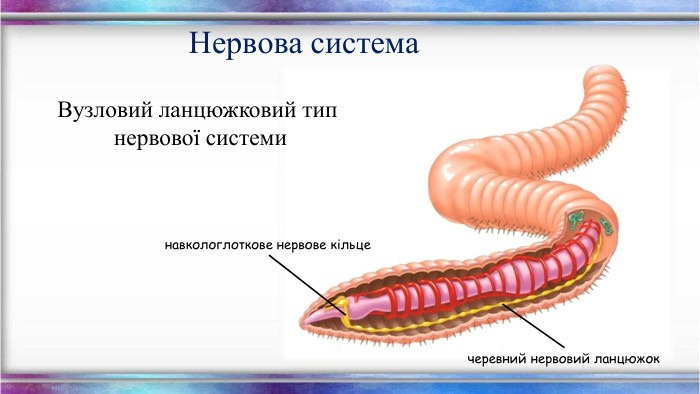 Нервова система
Вузловий ланцюжковий тип
нервової системи
навкологлоткове нервове кільце
черевний нервовий ланцюжок